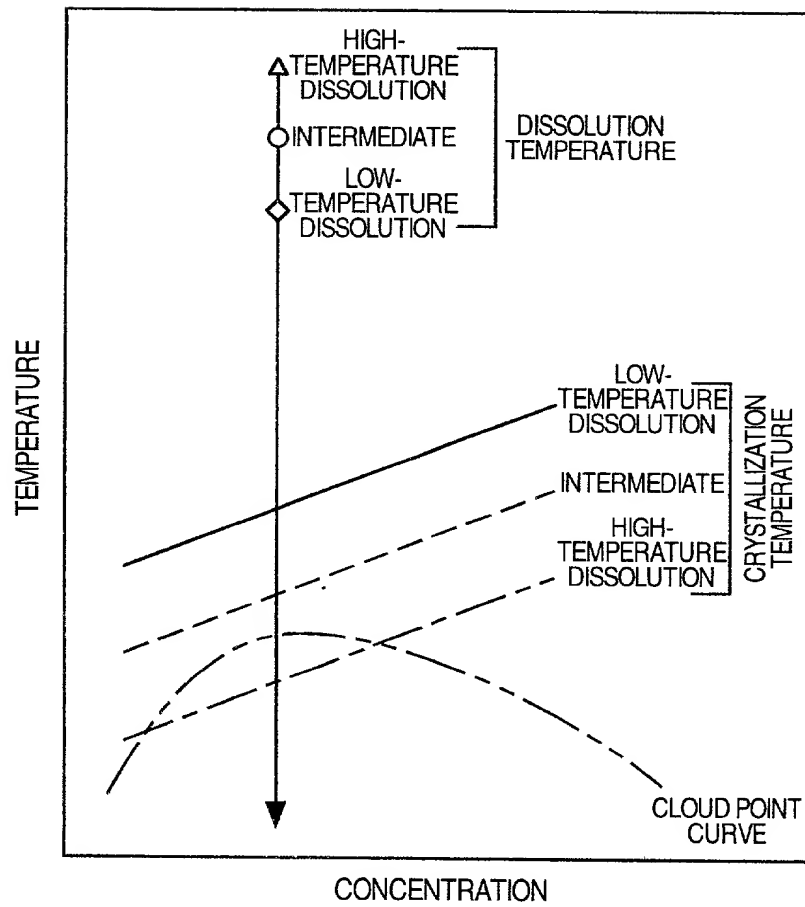 HIGH-
TEMPERATURE
DISSOLUTION
INTERMEDIATE
LOW-
TEMPERATURE
DISSOLUTION
DISSOLUTION
TEMPERATURE
TEMPERATURE
LOW-
TEMPERATURE
DISSOLUTION
INTERMEDIATE
HIGH-
TEMPERATURE
DISSOLUTION
CRYSTALLIZATION
TEMPERATURE
CLOUD POINT
CURVE
CONCENTRATION